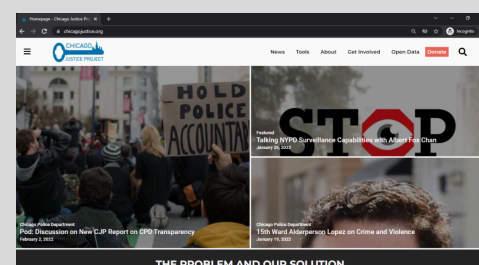 Homepage - Chicago Justice Pro
chicagojustice.org
Incognito
CHICAGO
JUSTICE PROJECT
News
Tools
About
Get Involved
Open Data
Donate
HOLD
POLICE
ACCOUNTA
Chicago Police Department
Pod: Discussion on New CJP Report on CPD Transparency
February 2, 2022
STOP
Featured
Talking NYPD Surveillance Capabilities with Albert Fox Chan
January 26, 2022
Chicago Police Department
15th Ward Alderperson Lopez on Crime and Violence
January 19, 2022
THE PROBLEM AND OUR SOLUTION